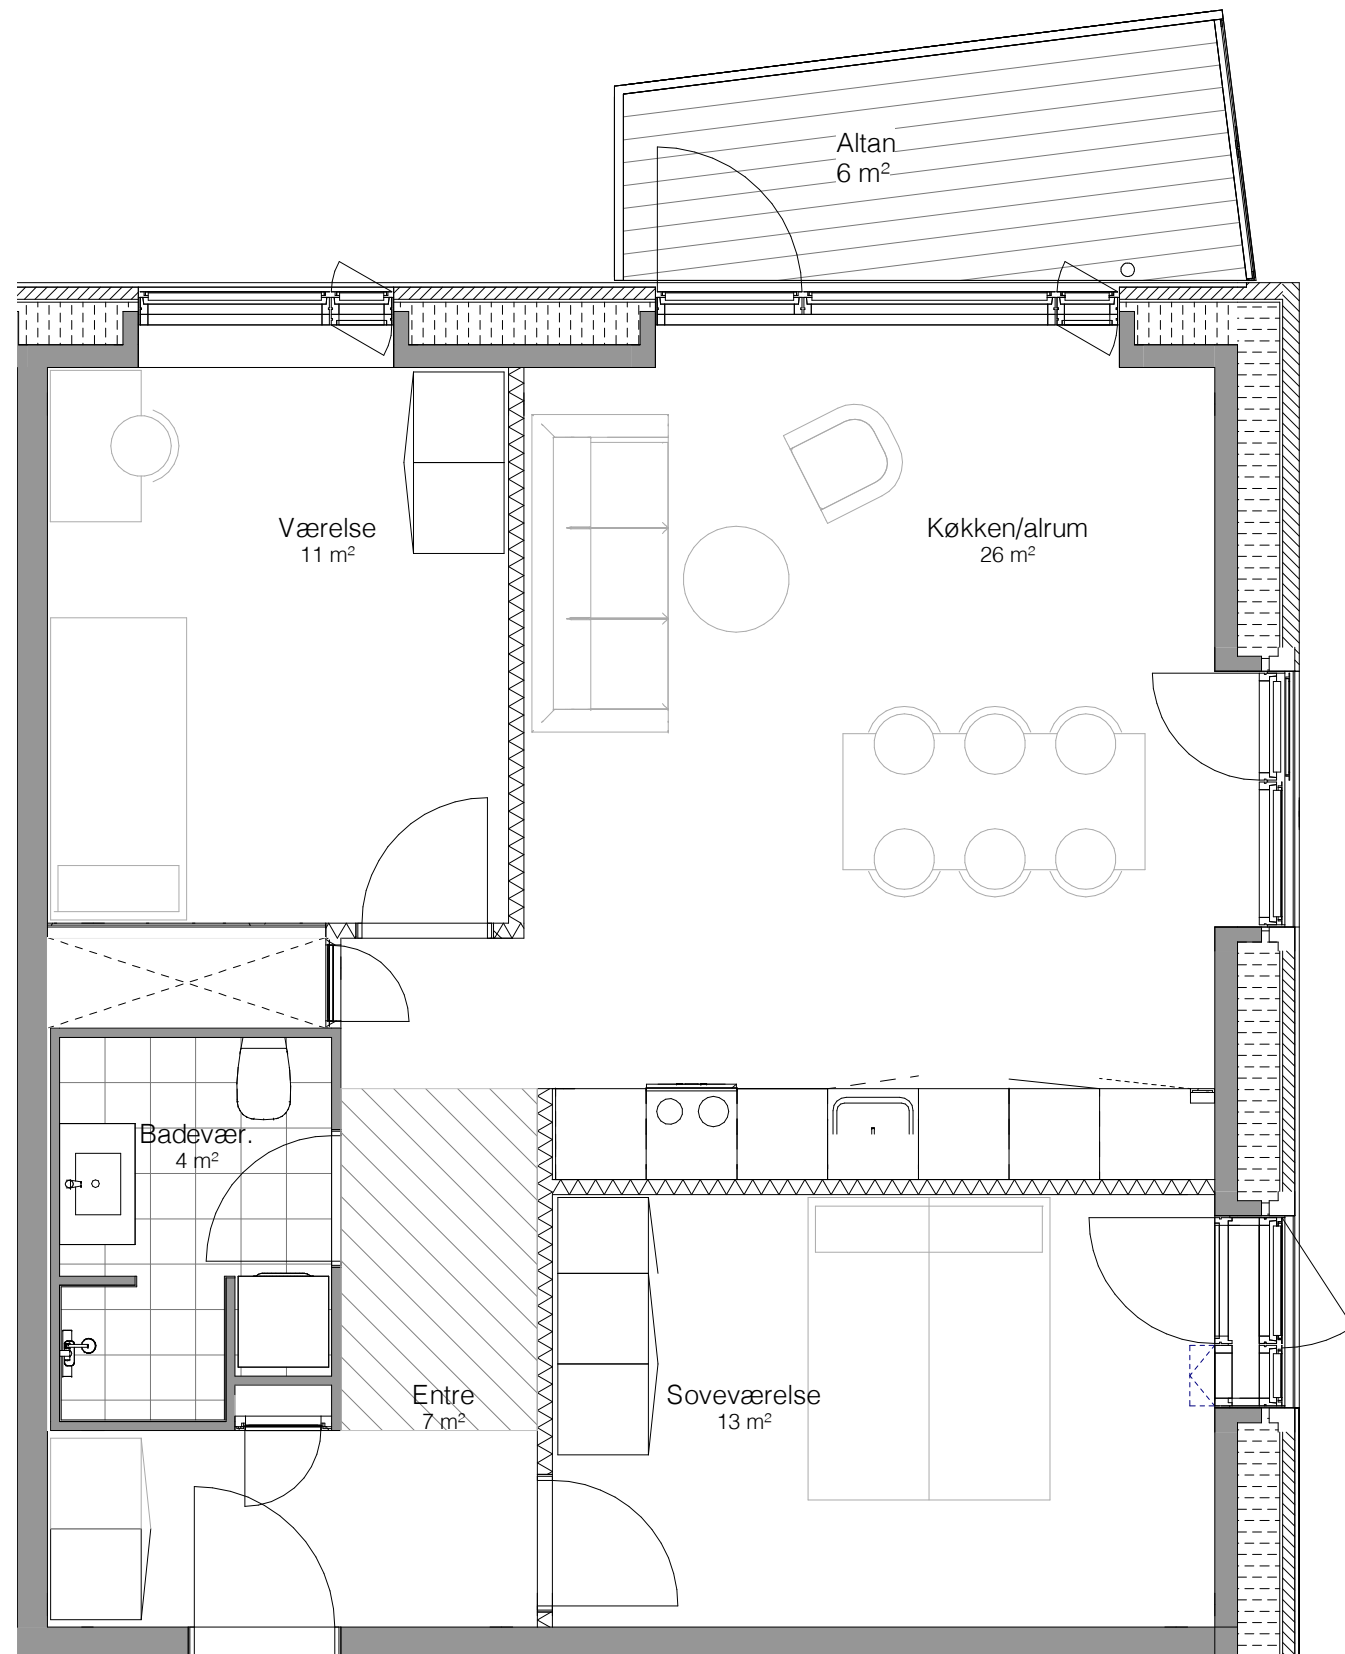 Altan
6 m²
Værelse
11 m²
Køkken/alrum
26 m²
Badevær.
4 m²
Entre
7 m²
Soveværelse
13 m²